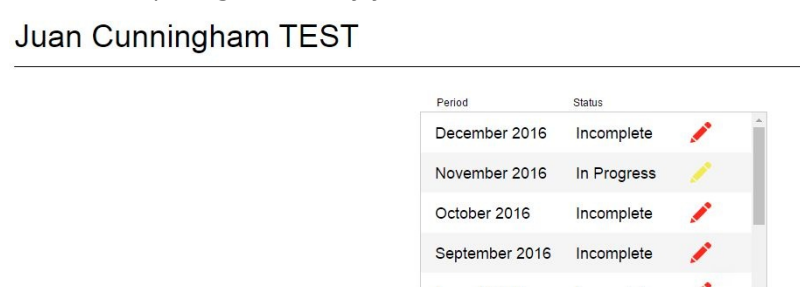 Juan Cunningham TEST
Period Status
December 2016 Incomplete
November 2016 In Progress
October 2016 Incomplete
September 2016 Incomplete